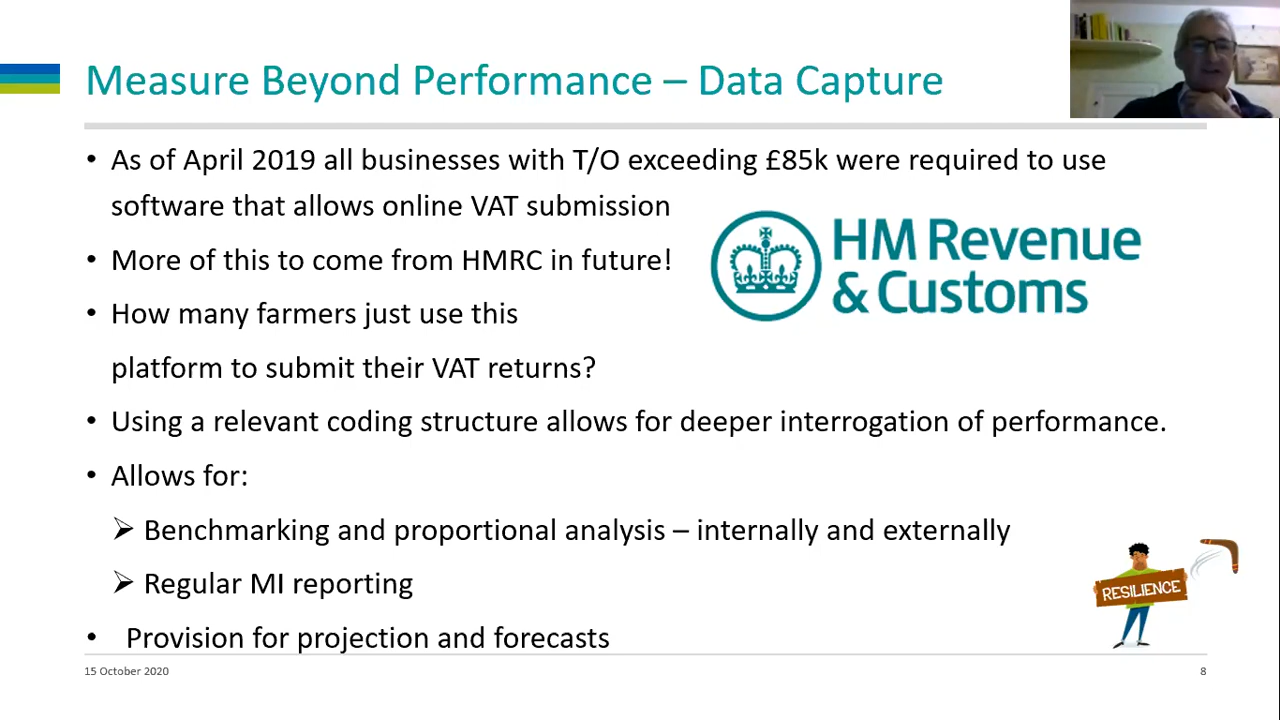 Measure Beyond Performance – Data Capture
• As of April 2019 all businesses with T/O exceeding £85k were required to use
software that allows online VAT submission
HM Revenue
& Customs
• More of this to come from HMRC in future!
• How many farmers just use this
platform to submit their VAT returns?
• Using a relevant coding structure allows for deeper interrogation of performance.
• Allows for:
➢ Benchmarking and proportional analysis – internally and externally
➢ Regular MI reporting
RESILIENCE
• Provision for projection and forecasts
15 October 2020
8